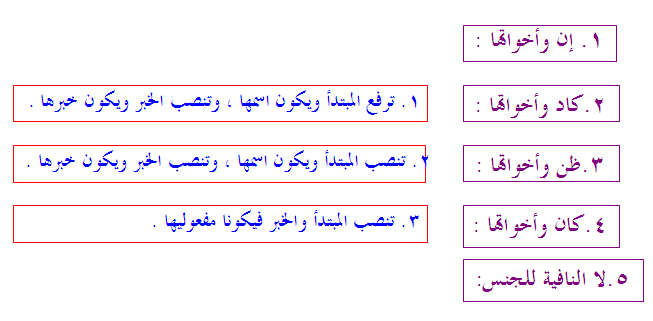 ١. إن وأخواتها :
٢.كاد وأخواتها :
١. ترفع المبتدأ ويكون اسمها ، وتنصب الخبر ويكون خبرها .
٣.ظن وأخواتها :
٢. تنصب المبتدأ ويكون اسمها ، وتنصب الخبر ويكون خبرها .
٤.كان وأخواتها :
٣. تنصب المبتدأ والخبر فيكونا مفعوليها .
٥.لا النافية للجنس: